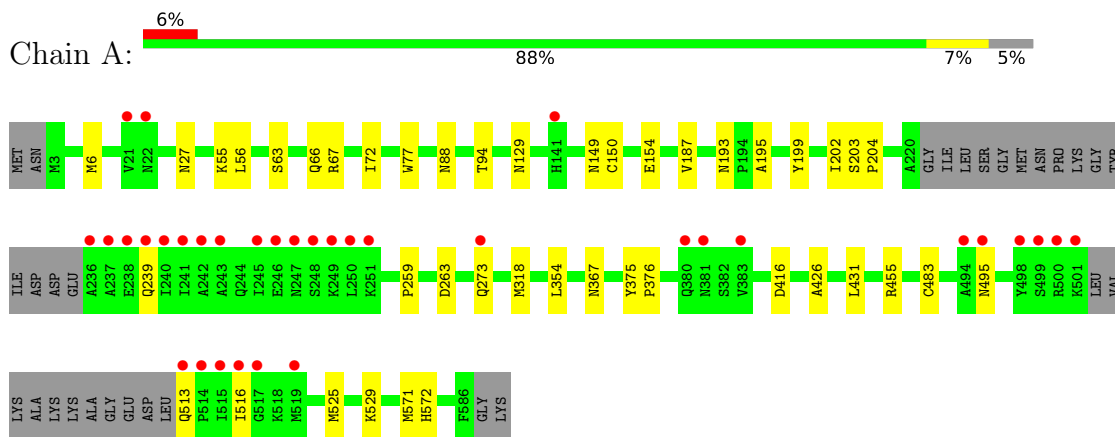 6%
Chain A:
88% 7% 5%
MET ASN M3 M6 V21 N22 N27 K55 L56 S63 Q66 R67 I72 W77 N88 T94 N129 H141 N149 C150 E154 V187 N193 P194 A195 Y199 I202 S203 P204 A220 GLY ILE LEU SER GLY MET ASN PRO LYS GLY TYR
ILE ASP ASP GLU A236 A237 E238 Q239 I240 I241 A242 A243 Q244 I245 E246 N247 S248 K249 L250 K251 P259 D263 Q273 M318 L354 N367 Y375 P376 Q380 N381 S382 V383 D416 A426 L431 R455 C483 A494 N495 Y498 S499 R500 K501 LEU VAL
LYS ALA LYS LYS ALA GLY GLU ASP LEU Q513 P514 I515 I516 G517 K518 M519 M525 K529 M571 H572 F586 GLY LYS